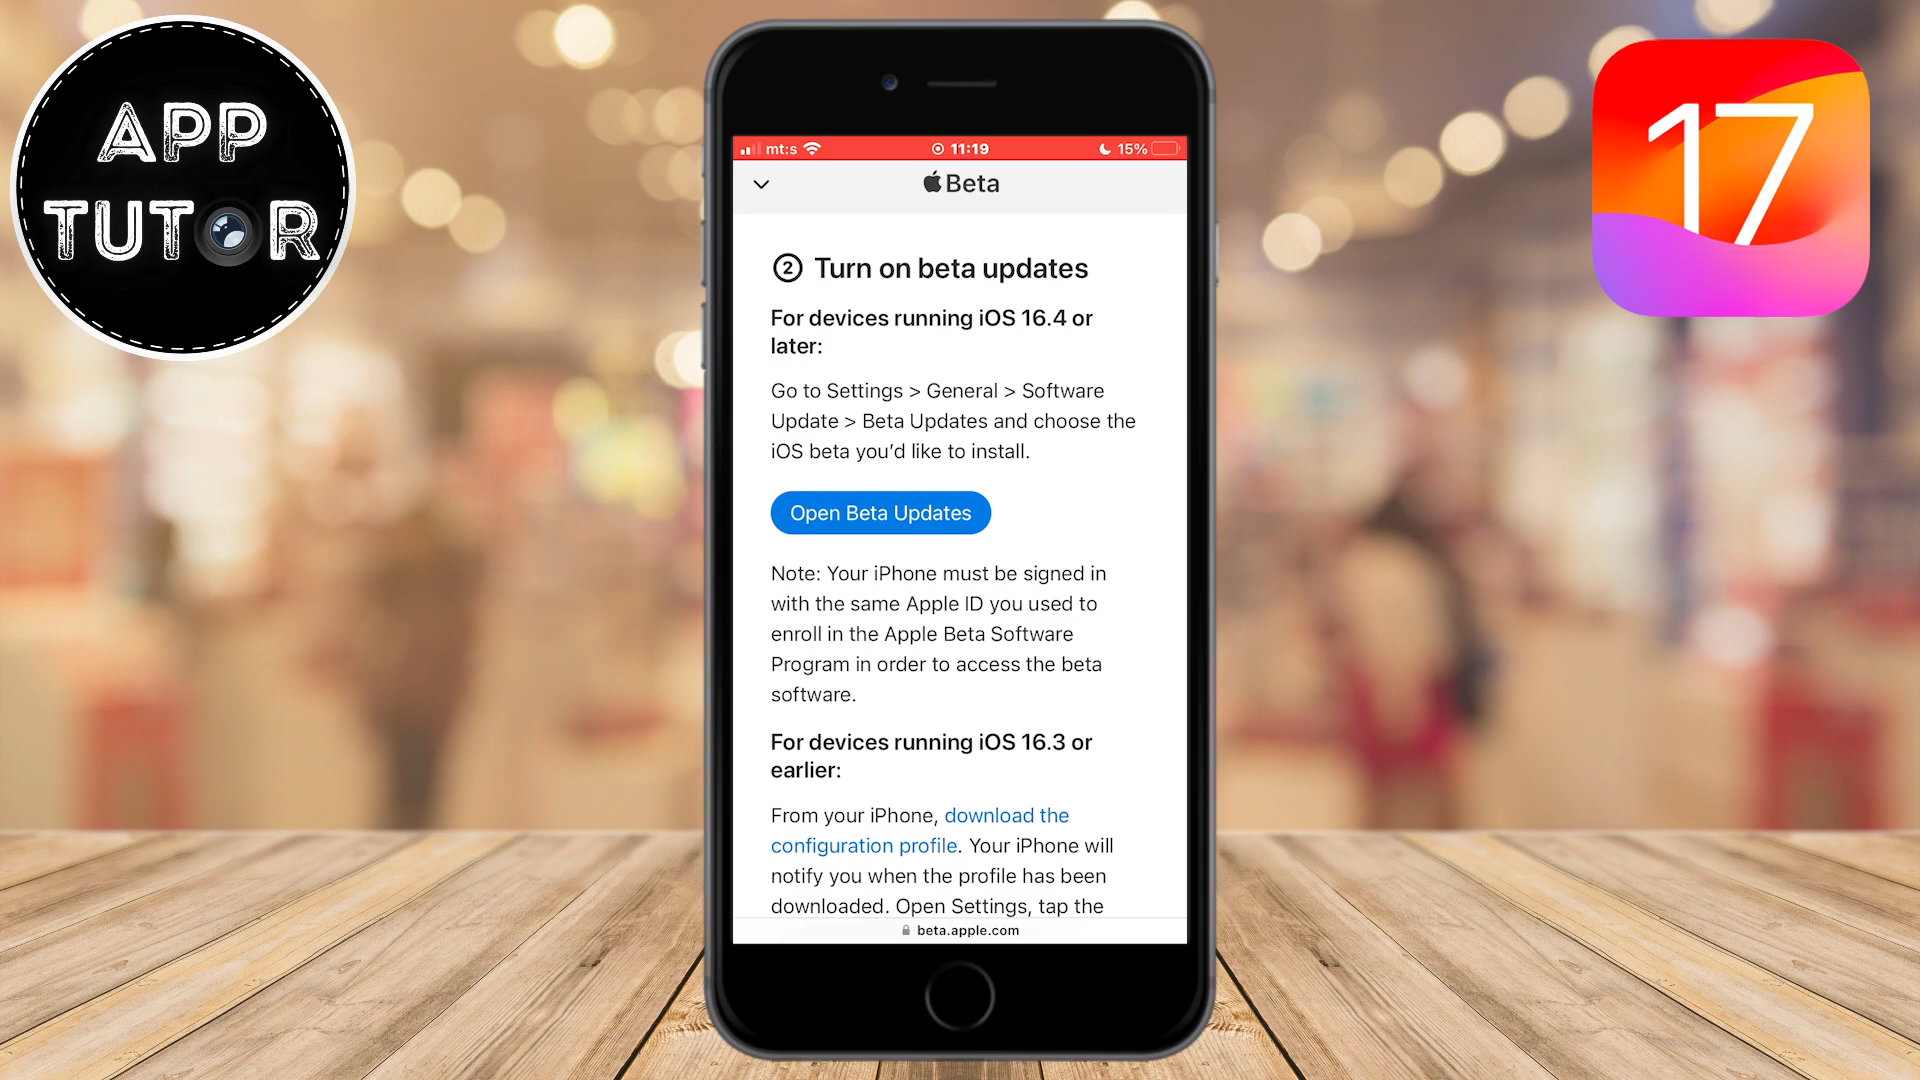 APP
TUTOR
17
mt:s 11:19 15%
Beta
2 Turn on beta updates
For devices running iOS 16.4 or
later:
Go to Settings > General > Software
Update > Beta Updates and choose the
iOS beta you’d like to install.
Open Beta Updates
Note: Your iPhone must be signed in
with the same Apple ID you used to
enroll in the Apple Beta Software
Program in order to access the beta
software.
For devices running iOS 16.3 or
earlier:
From your iPhone, download the
configuration profile. Your iPhone will
notify you when the profile has been
downloaded. Open Settings, tap the
beta.apple.com